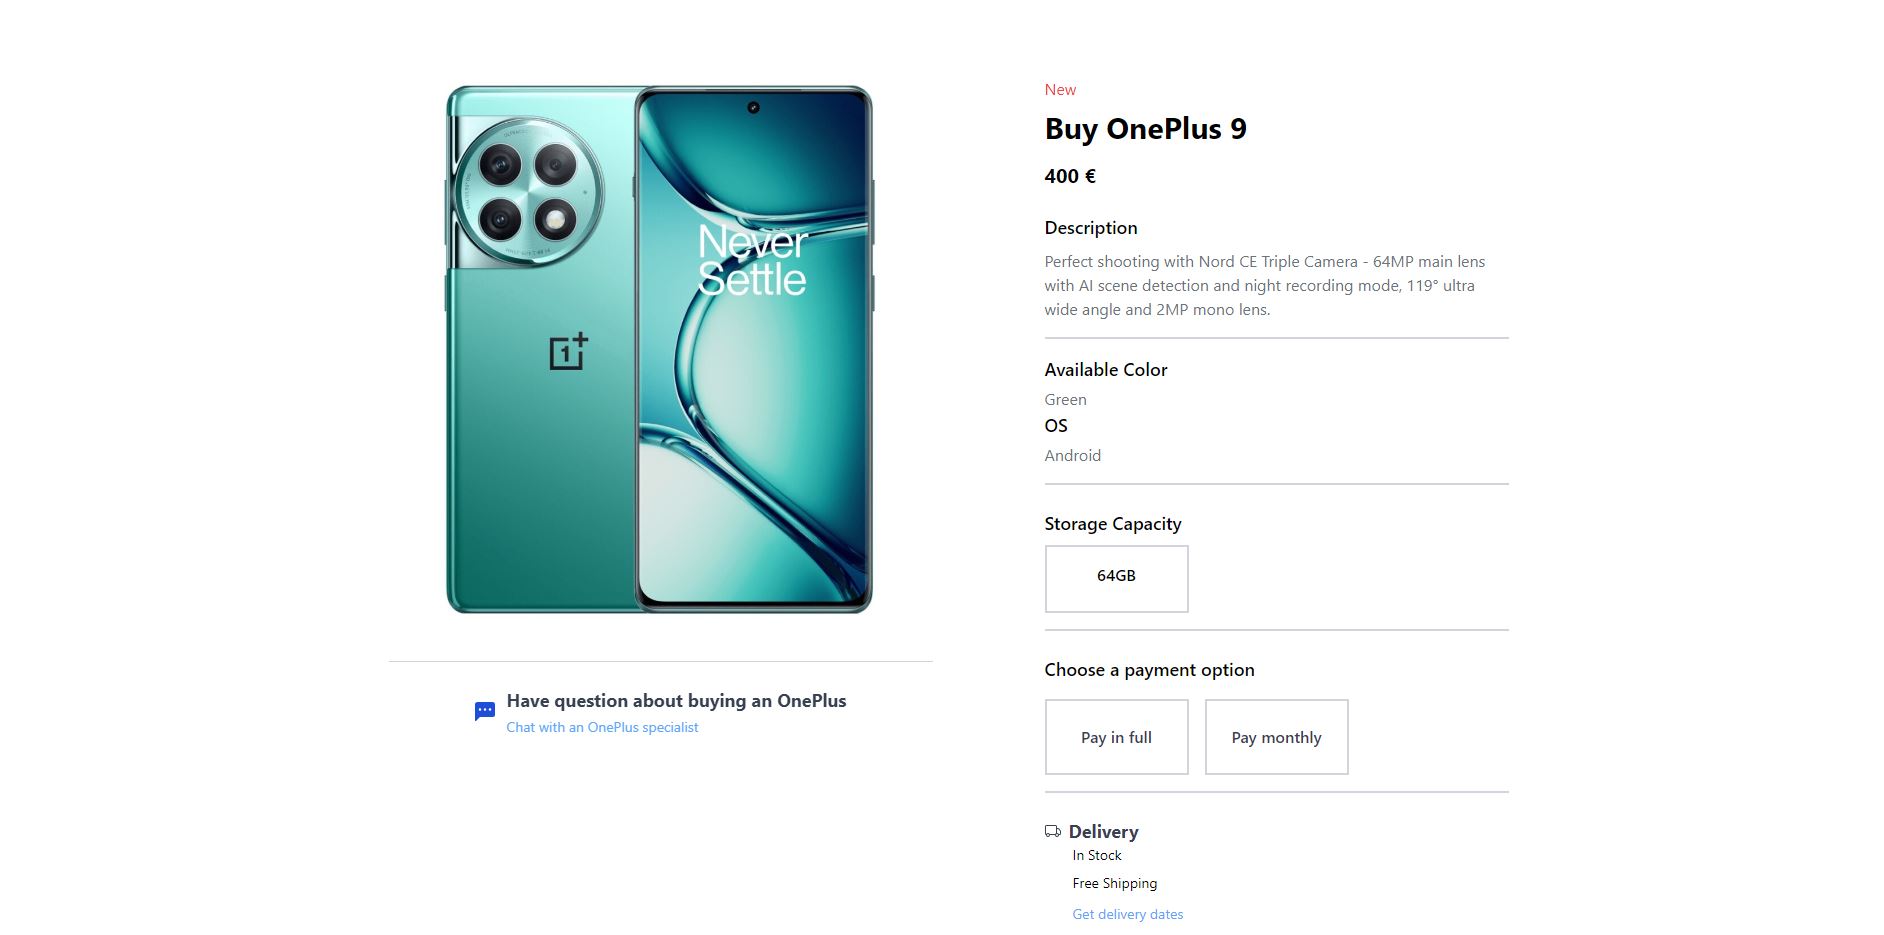 New
Buy OnePlus 9
400 €
Description
Perfect shooting with Nord CE Triple Camera - 64MP main lens
with AI scene detection and night recording mode, 119° ultra
wide angle and 2MP mono lens.
Available Color
Green
OS
Android
Storage Capacity
64GB
Choose a payment option
Pay in full
Pay monthly
Delivery
In Stock
Free Shipping
Get delivery dates
Never
Settle
1+
Have question about buying an OnePlus
Chat with an OnePlus specialist